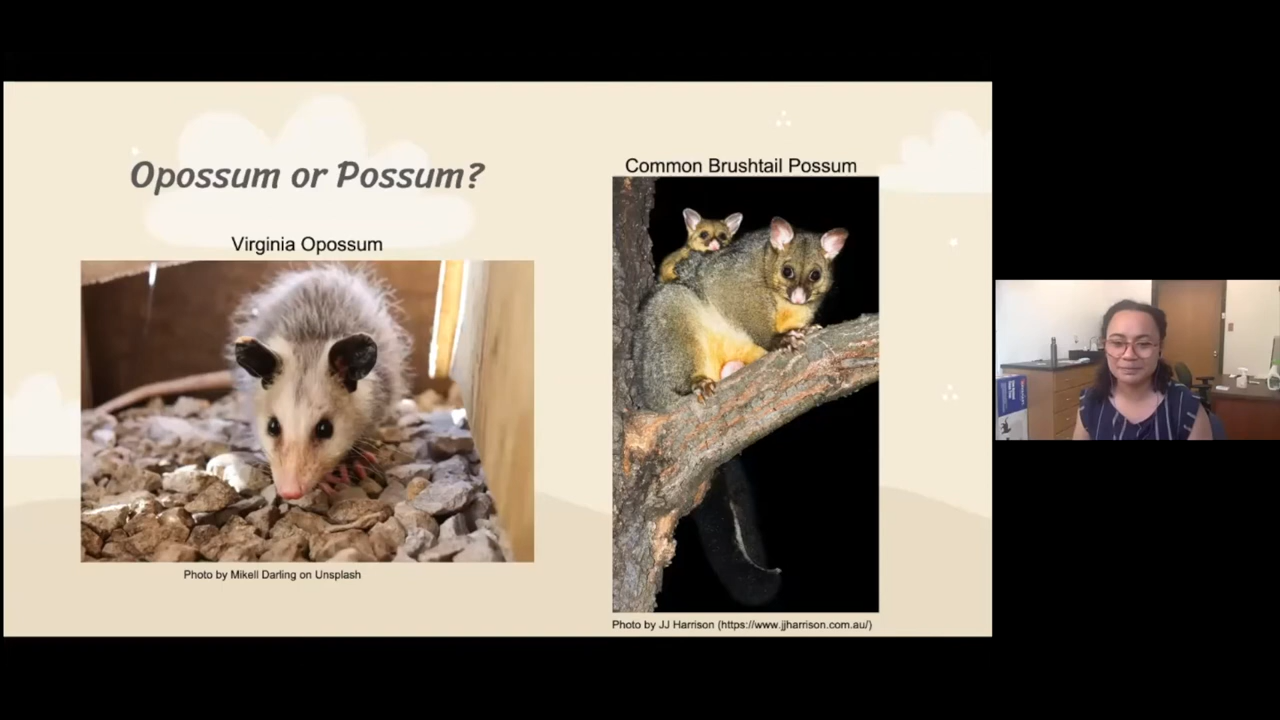 Opossum or Possum?
Virginia Opossum
Photo by Mikell Darling on Unsplash
Common Brushtail Possum
Photo by JJ Harrison (https://www.jjharrison.com.au/)